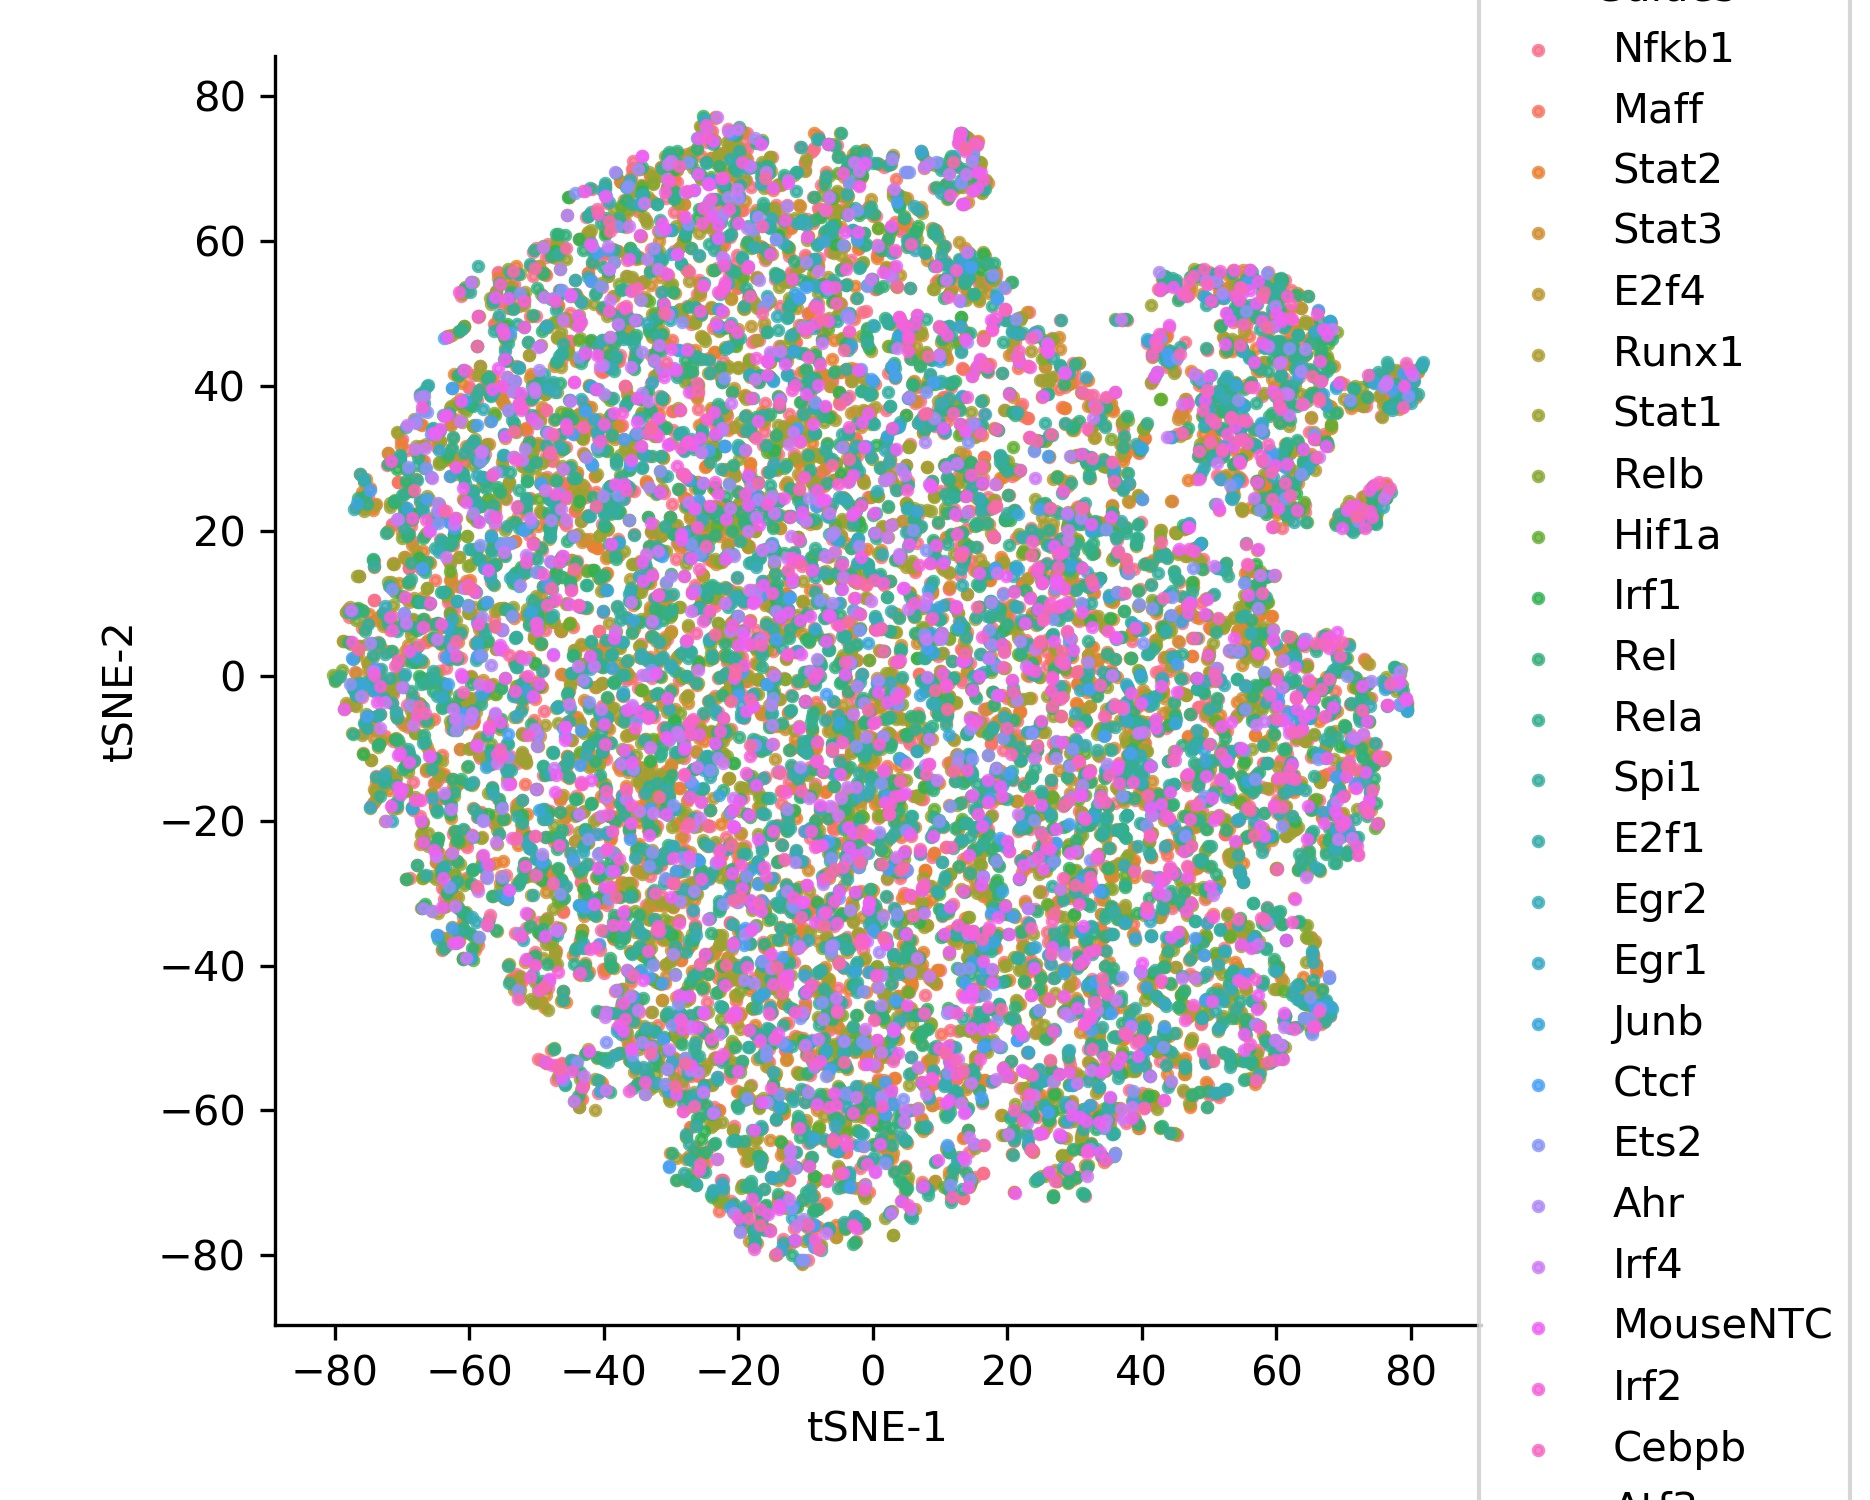 80
60
40
20
0
−20
−40
−60
−80
tSNE-2
−80 −60 −40 −20 0 20 40 60 80
tSNE-1
Nfkb1
Maff
Stat2
Stat3
E2f4
Runx1
Stat1
Relb
Hif1a
Irf1
Rel
Rela
Spi1
E2f1
Egr2
Egr1
Junb
Ctcf
Ets2
Ahr
Irf4
MouseNTC
Irf2
Cebpb